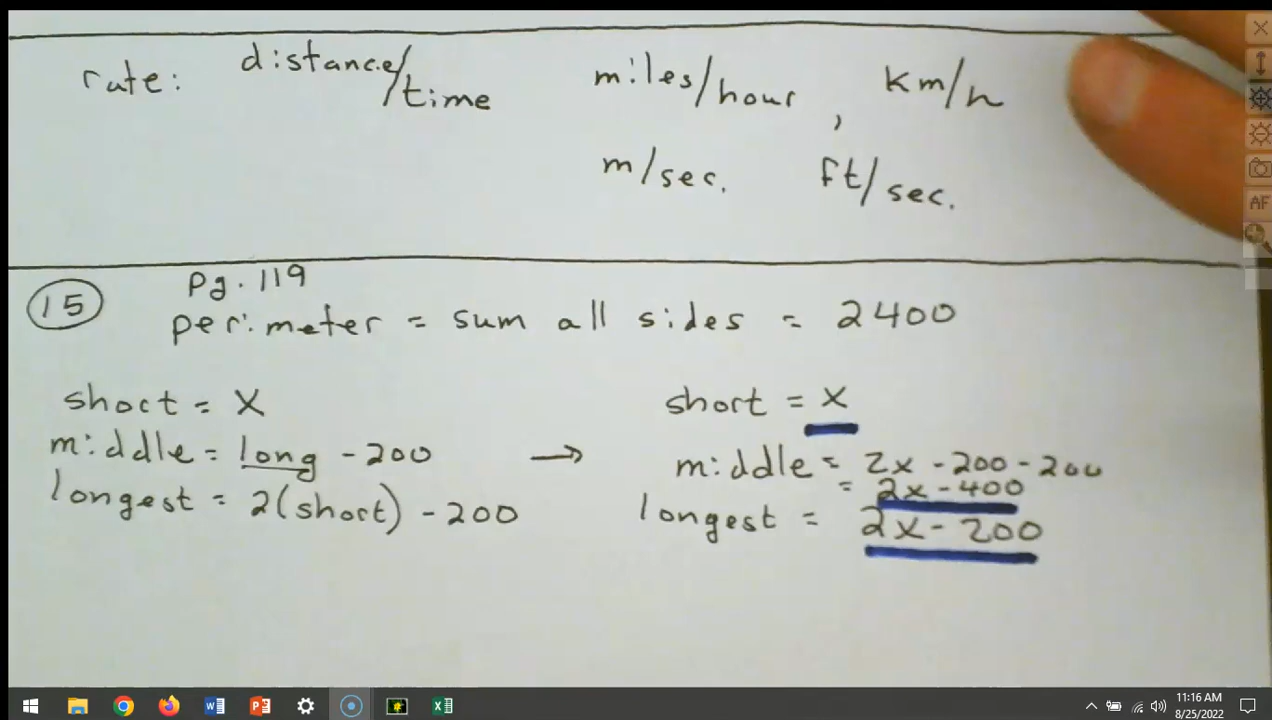 rate: distance/time miles/hour, km/h
m/sec. ft/sec.
AF
15 pg. 119
perimeter = sum all sides = 2400
short = X
middle = long - 200
longest = 2(short) - 200
→
short = X
middle = 2x - 200 - 200
= 2x - 400
longest = 2x - 200
11:16 AM
8/25/2022